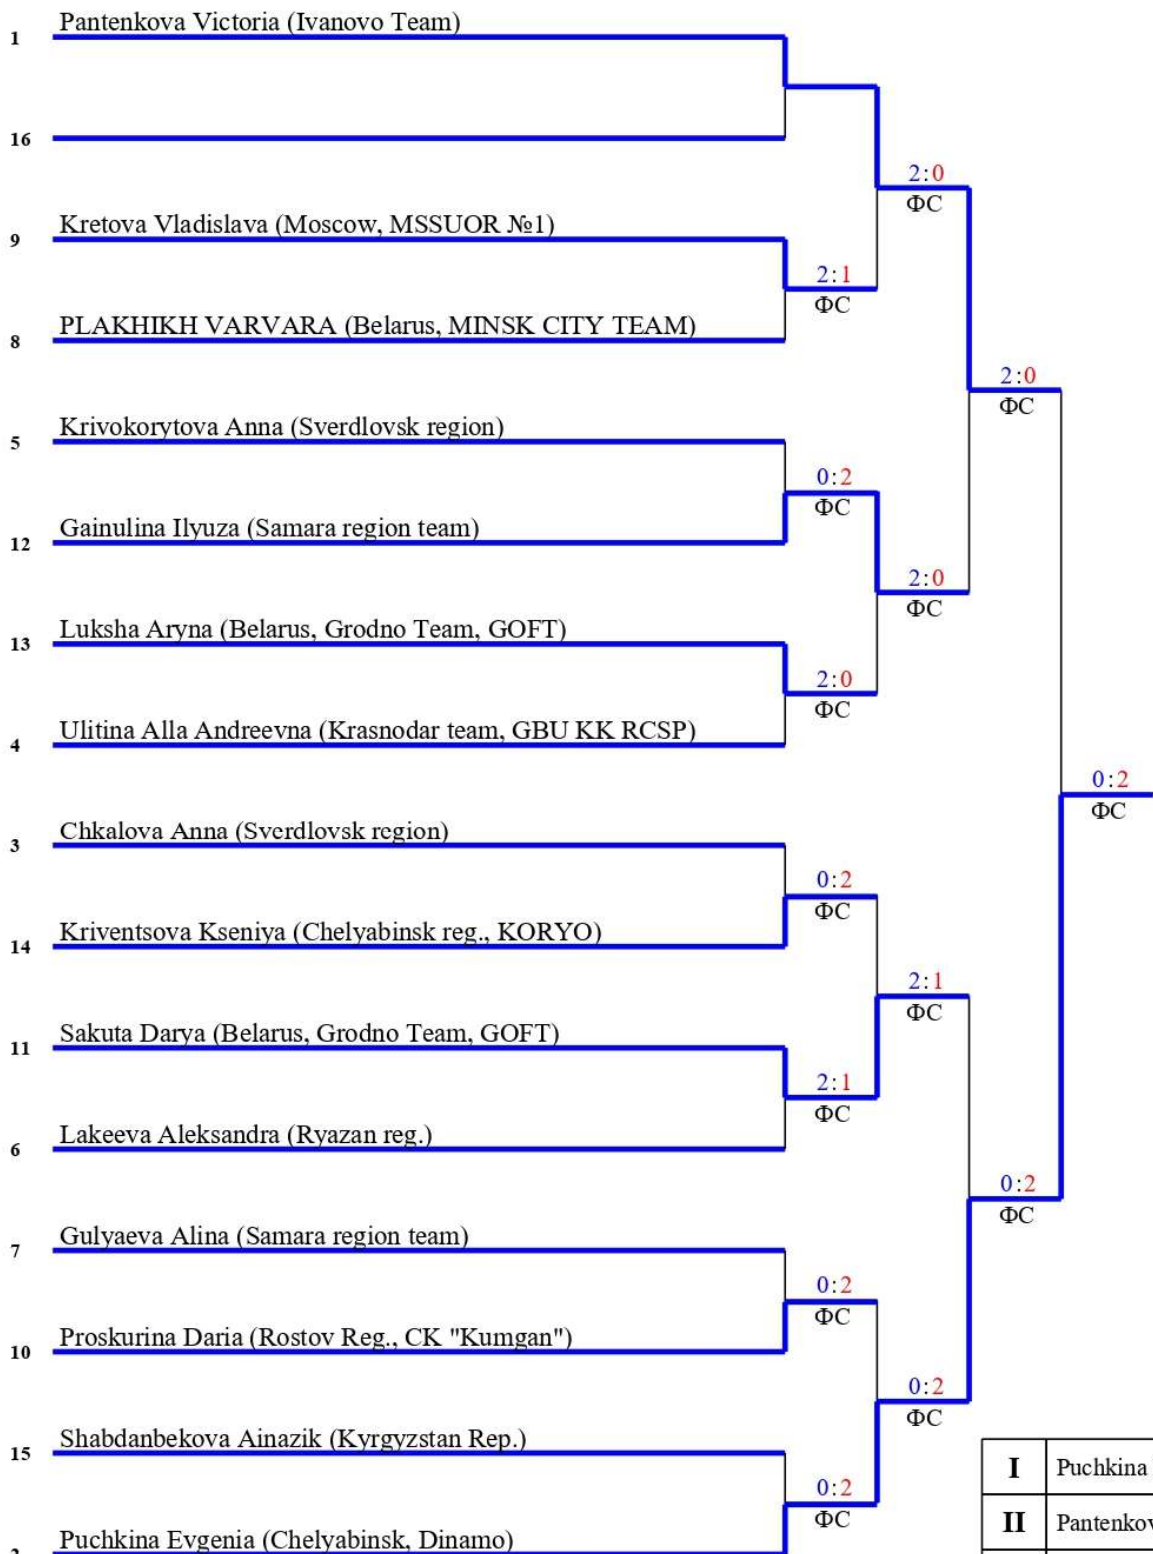 Pantenkova Victoria (Ivanovo Team)
1
16
2:0
ФС
Kretova Vladislava (Moscow, MSSUOR №1)
9
2:1
ФС
PLAKHIKH VARVARA (Belarus, MINSK CITY TEAM)
8
2:0
ФС
Krivokorytova Anna (Sverdlovsk region)
5
0:2
ФС
Gainulina Ilyuza (Samara region team)
12
2:0
ФС
Luksha Aryna (Belarus, Grodno Team, GOFT)
13
2:0
ФС
Ulitina Alla Andreevna (Krasnodar team, GBU KK RCSP)
4
0:2
ФС
Chkalova Anna (Sverdlovsk region)
3
0:2
ФС
Kriventsova Kseniya (Chelyabinsk reg., KORYO)
14
2:1
ФС
Sakuta Darya (Belarus, Grodno Team, GOFT)
11
2:1
ФС
Lakeeva Aleksandra (Ryazan reg.)
6
0:2
ФС
Gulyaeva Alina (Samara region team)
7
0:2
ФС
Proskurina Daria (Rostov Reg., CK "Kumgan")
10
0:2
ФС
Shabdanbekova Ainazik (Kyrgyzstan Rep.)
15
I Puchkina
0:2
ФС
II Pantenkov
Puchkina Evgenia (Chelyabinsk, Dinamo)